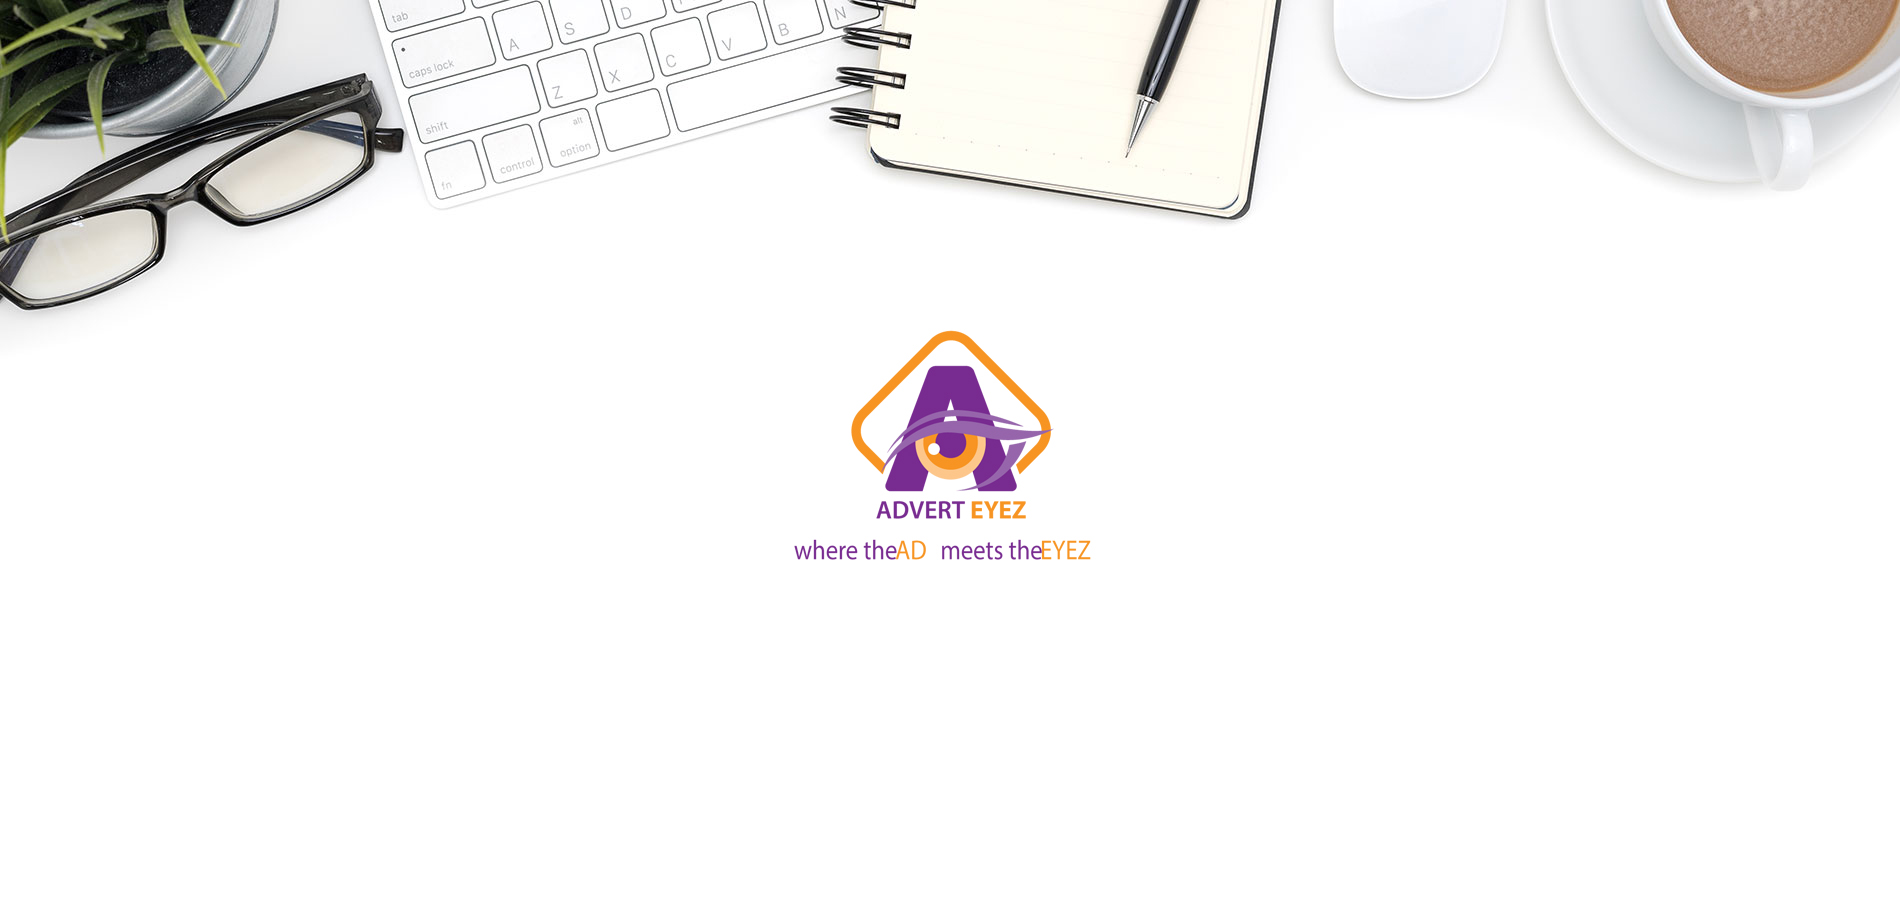 tab
caps lock
A S D
Z X C V B N
shift
fn control alt option
A
ADVERT EYEZ
where theAD meets theEYEZ